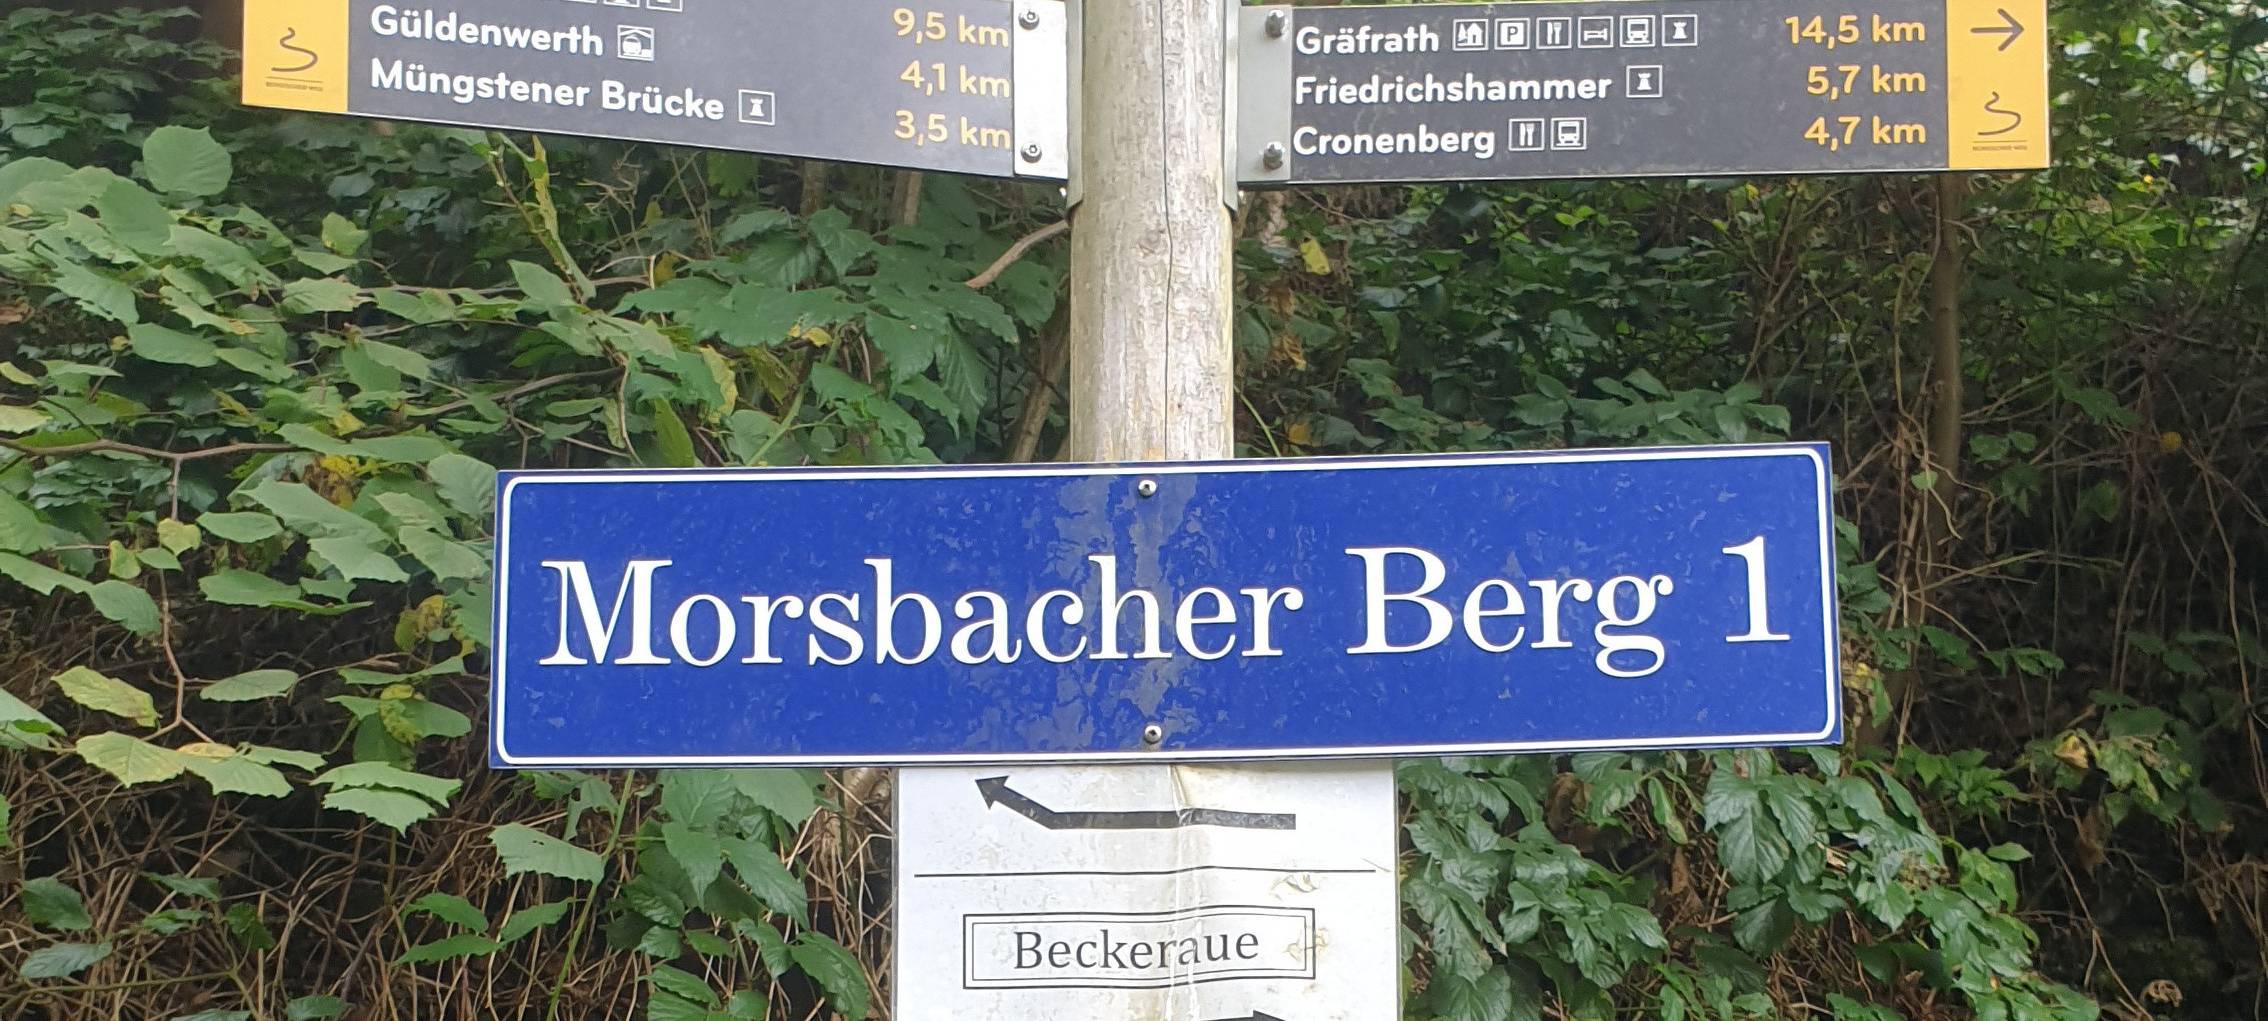 9,5 km
Güldenwerth 4,1 km
Müngstener Brücke 3,5 km
Gräfrath P 14,5 km
Friedrichshammer 5,7 km
Cronenberg 4,7 km
Morsbacher Berg 1
Beckeraue